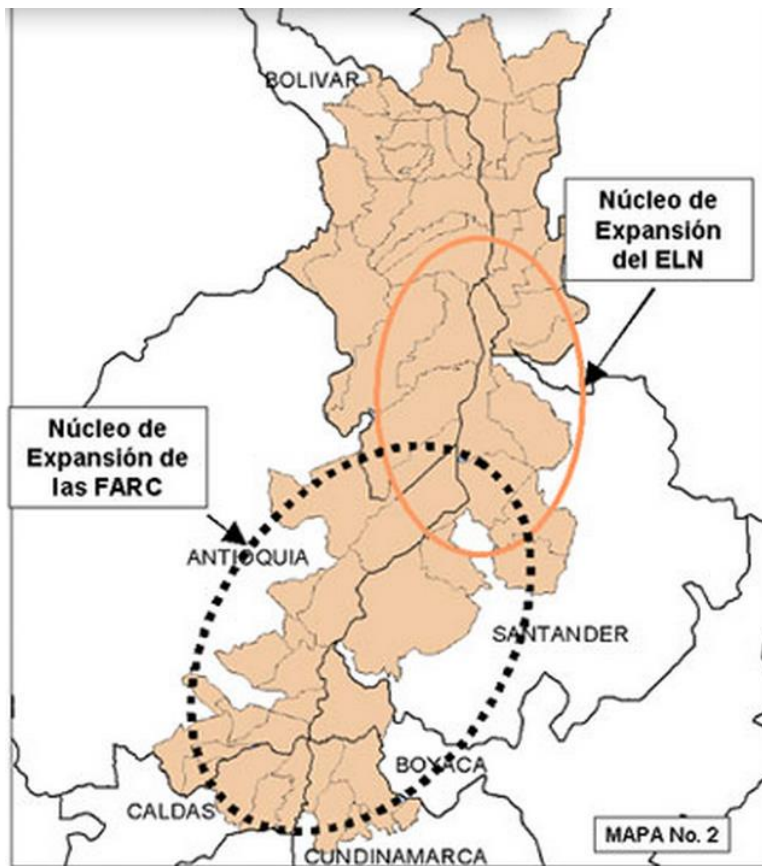 BOLIVAR
Núcleo de
Expansión
del ELN
Núcleo de
Expansión de
las FARC
ANTIOQUIA
SANTANDER
BOYACA
CALDAS
MAPA No. 2
CUNDINAMARCA